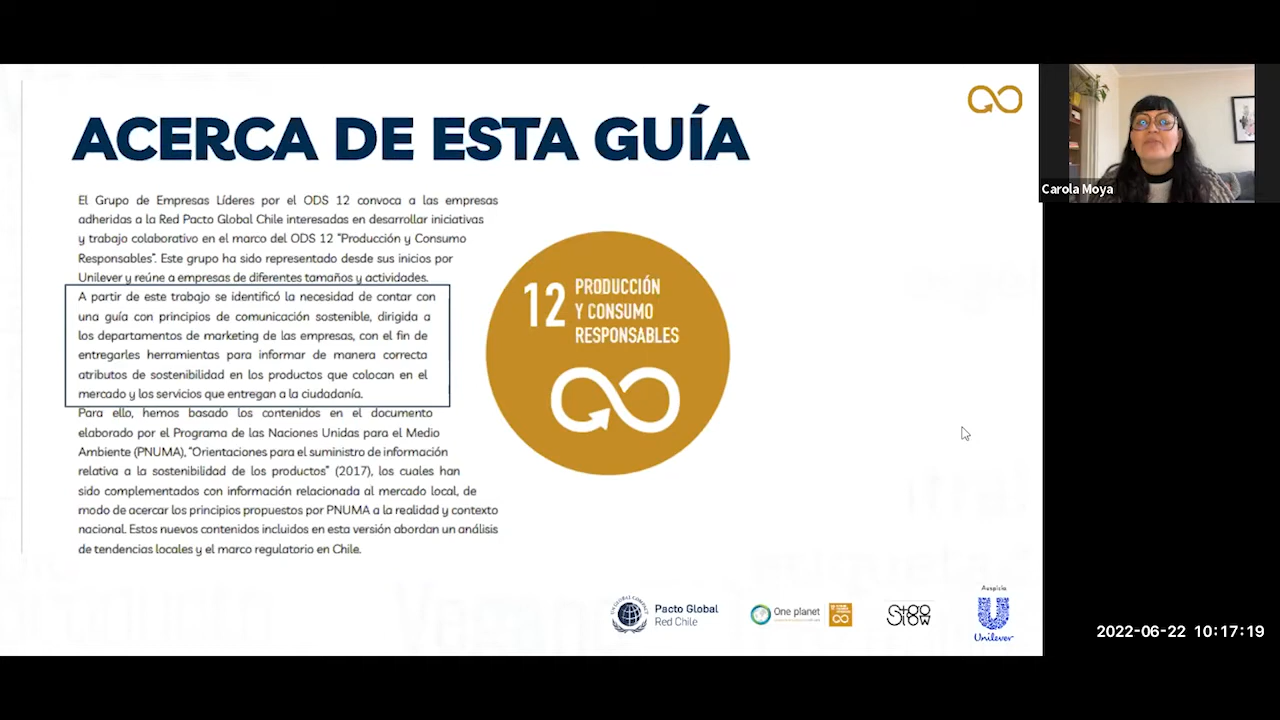 ACERCA DE ESTA GUÍA
El Grupo de Empresas Líderes por el ODS 12 convoca a las empresas
adheridas a la Red Pacto Global Chile interesadas en desarrollar iniciativas
y trabajo colaborativo en el marco del ODS 12 "Producción y Consumo
Responsables". Este grupo ha sido representado desde sus inicios por
Unilever y reúne a empresas de diferentes tamaños y actividades.
A partir de este trabajo se identificó la necesidad de contar con
una guía con principios de comunicación sostenible, dirigida a
los departamentos de marketing de las empresas, con el fin de
entregarles herramientas para informar de manera correcta
atributos de sostenibilidad en los productos que colocan en el
mercado y los servicios que entregan a la ciudadanía.
Para ello, hemos basado los contenidos en el documento
elaborado por el Programa de las Naciones Unidas para el Medio
Ambiente (PNUMA), "Orientaciones para el suministro de información
relativa a la sostenibilidad de los productos" (2017), los cuales han
sido complementados con información relacionada al mercado local, de
modo de acercar los principios propuestos por PNUMA a la realidad y contexto
nacional. Estos nuevos contenidos incluidos en esta versión abordan un análisis
de tendencias locales y el marco regulatorio en Chile.
12 PRODUCCIÓN
Y CONSUMO
RESPONSABLES
Carola Moya
Pacto Global
Red Chile
One planet
Auspicia
Unilever
2022-06-22 10:17:19